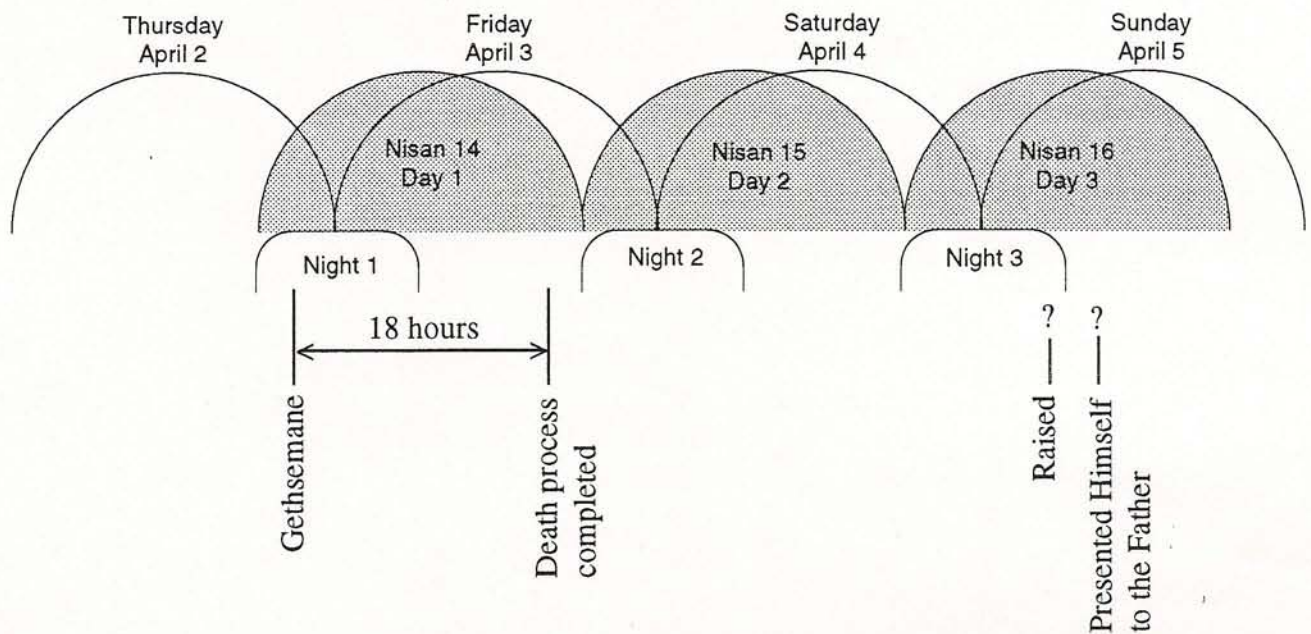 Thursday
April 2
Friday
April 3
Saturday
April 4
Sunday
April 5
Nisan 14
Day 1
Nisan 15
Day 2
Nisan 16
Day 3
Night 1
Night 2
Night 3
18 hours
?
?
Gethsemane
Death process
completed
Raised
Presented Himself
to the Father